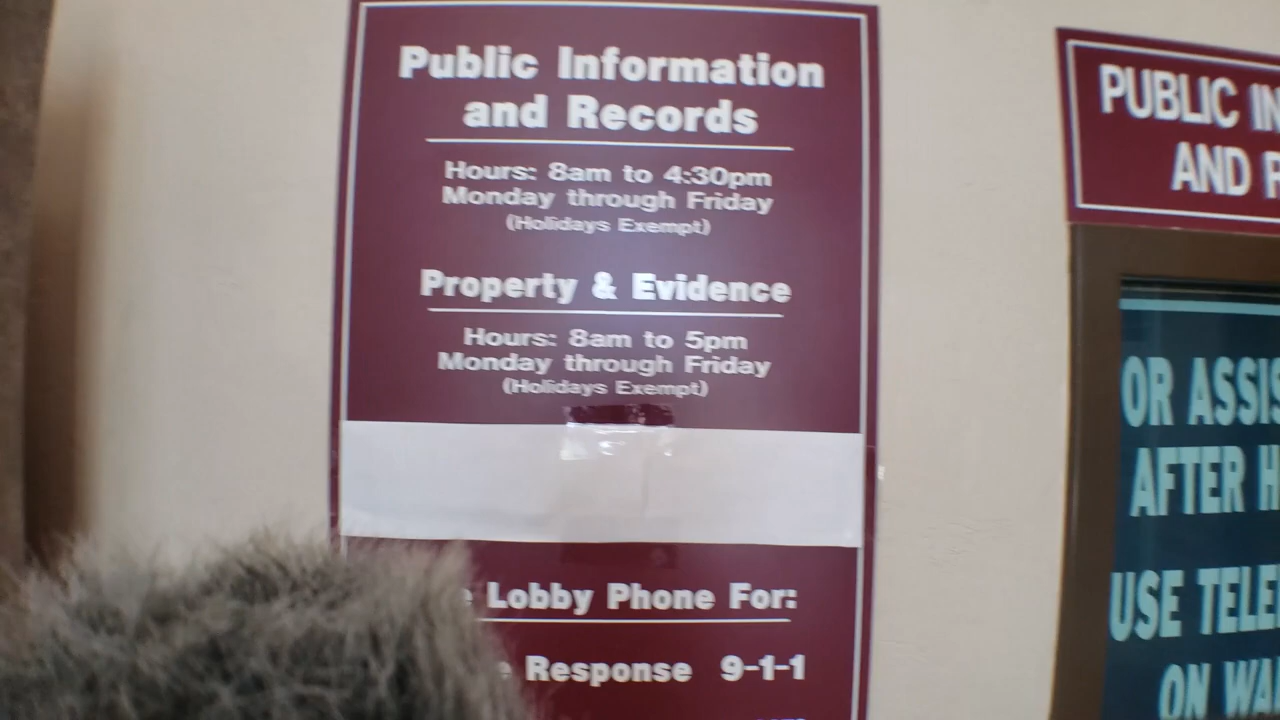 Public Information
and Records
Hours: 8am to 4:30pm
Monday through Friday
(Holidays Exempt)
Property & Evidence
Hours: 8am to 5pm
Monday through Friday
(Holidays Exempt)
Lobby Phone For:
Response 9-1-1
PUBLIC
AND
OR ASSIS
AFTER H
USE TELE
ON WA